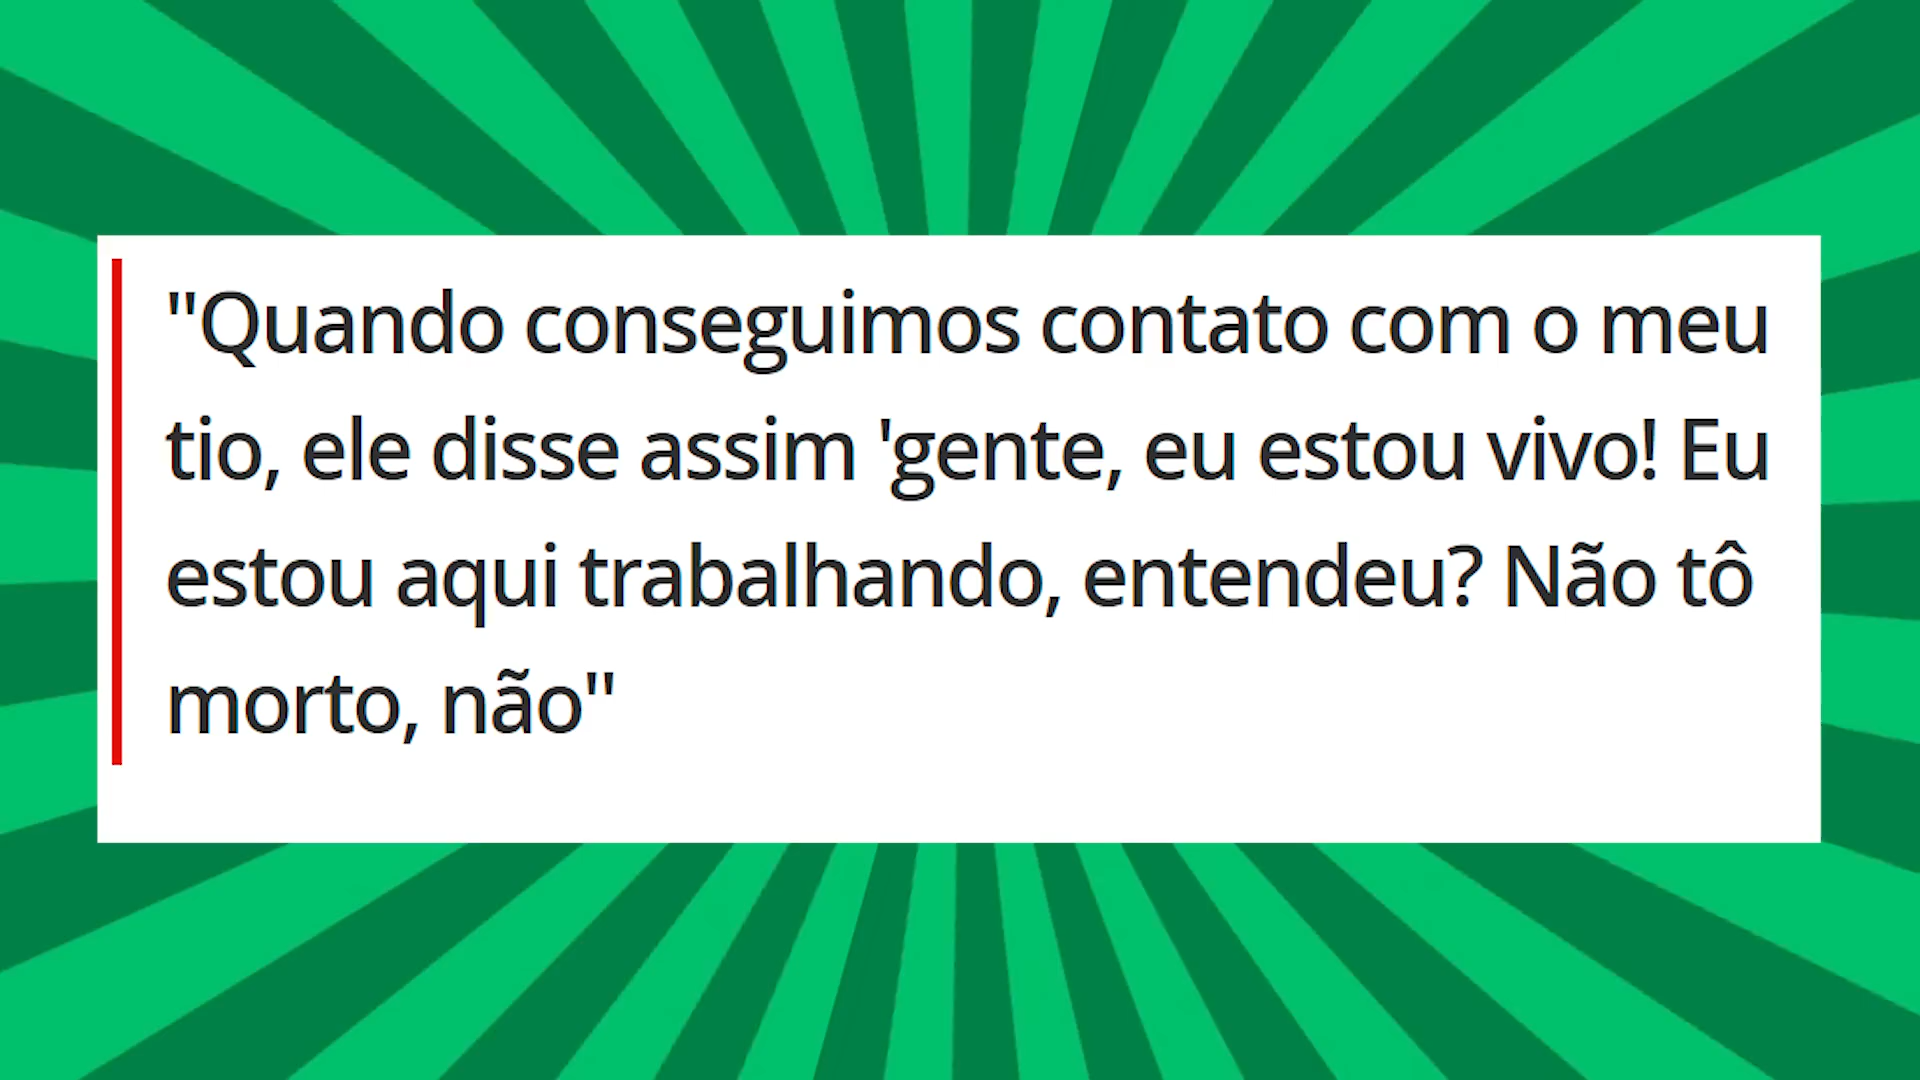 "Quando conseguimos contato com o meu
tio, ele disse assim 'gente, eu estou vivo! Eu
estou aqui trabalhando, entendeu? Não tô
morto, não"